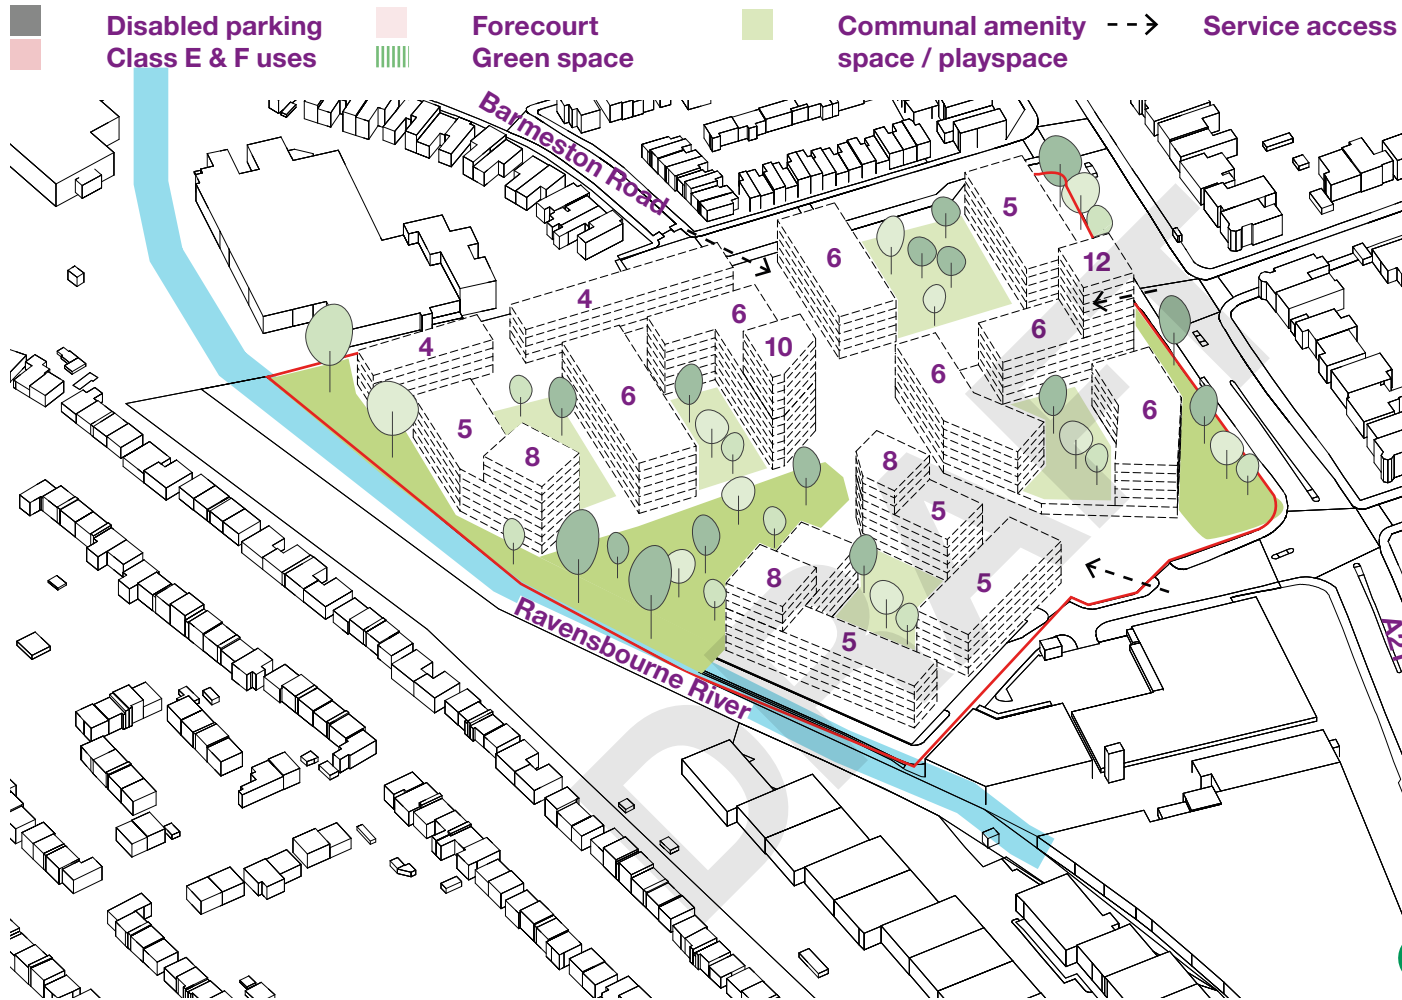 Disabled parking
Class E & F uses
Forecourt
Green space
Communal amenity
space / playspace
Service access
Barmeston Road
5
6
12
4
6
6
10
4
6
6
6
5
8
8
5
8
5
5
Ravensbourne River
A21
DRAFT